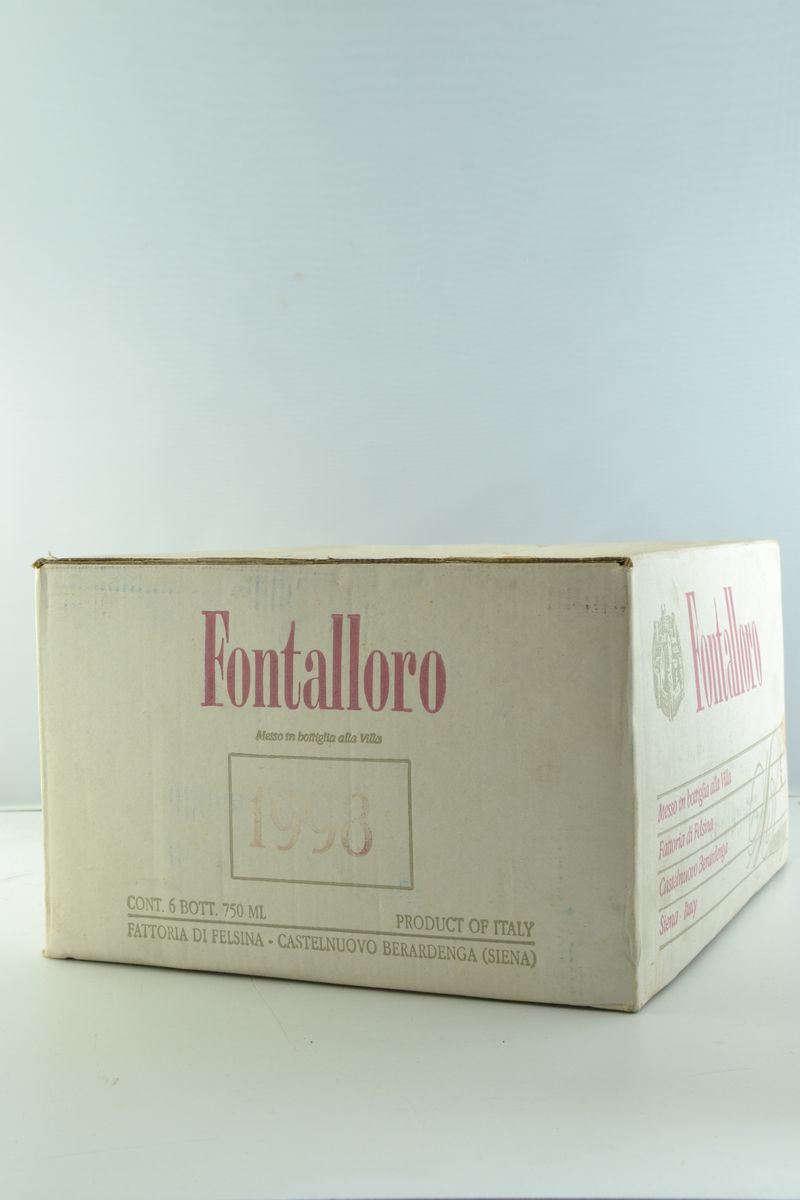 Fontalloro
Messo in bottiglia alla Villa
1998
CONT. 6 BOTT. 750 ML
PRODUCT OF ITALY
FATTORIA DI FELSINA - CASTELNUOVO BERARDENGA (SIENA)
Fontalloro
Messo in bottiglia alla Villa
Fattoria di Felsina
Castelnuovo Berardenga
Siena - Italy